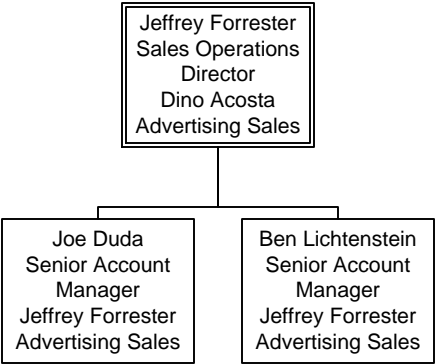 Jeffrey Forrester
Sales Operations
Director
Dino Acosta
Advertising Sales
Joe Duda
Senior Account
Manager
Jeffrey Forrester
Advertising Sales
Ben Lichtenstein
Senior Account
Manager
Jeffrey Forrester
Advertising Sales